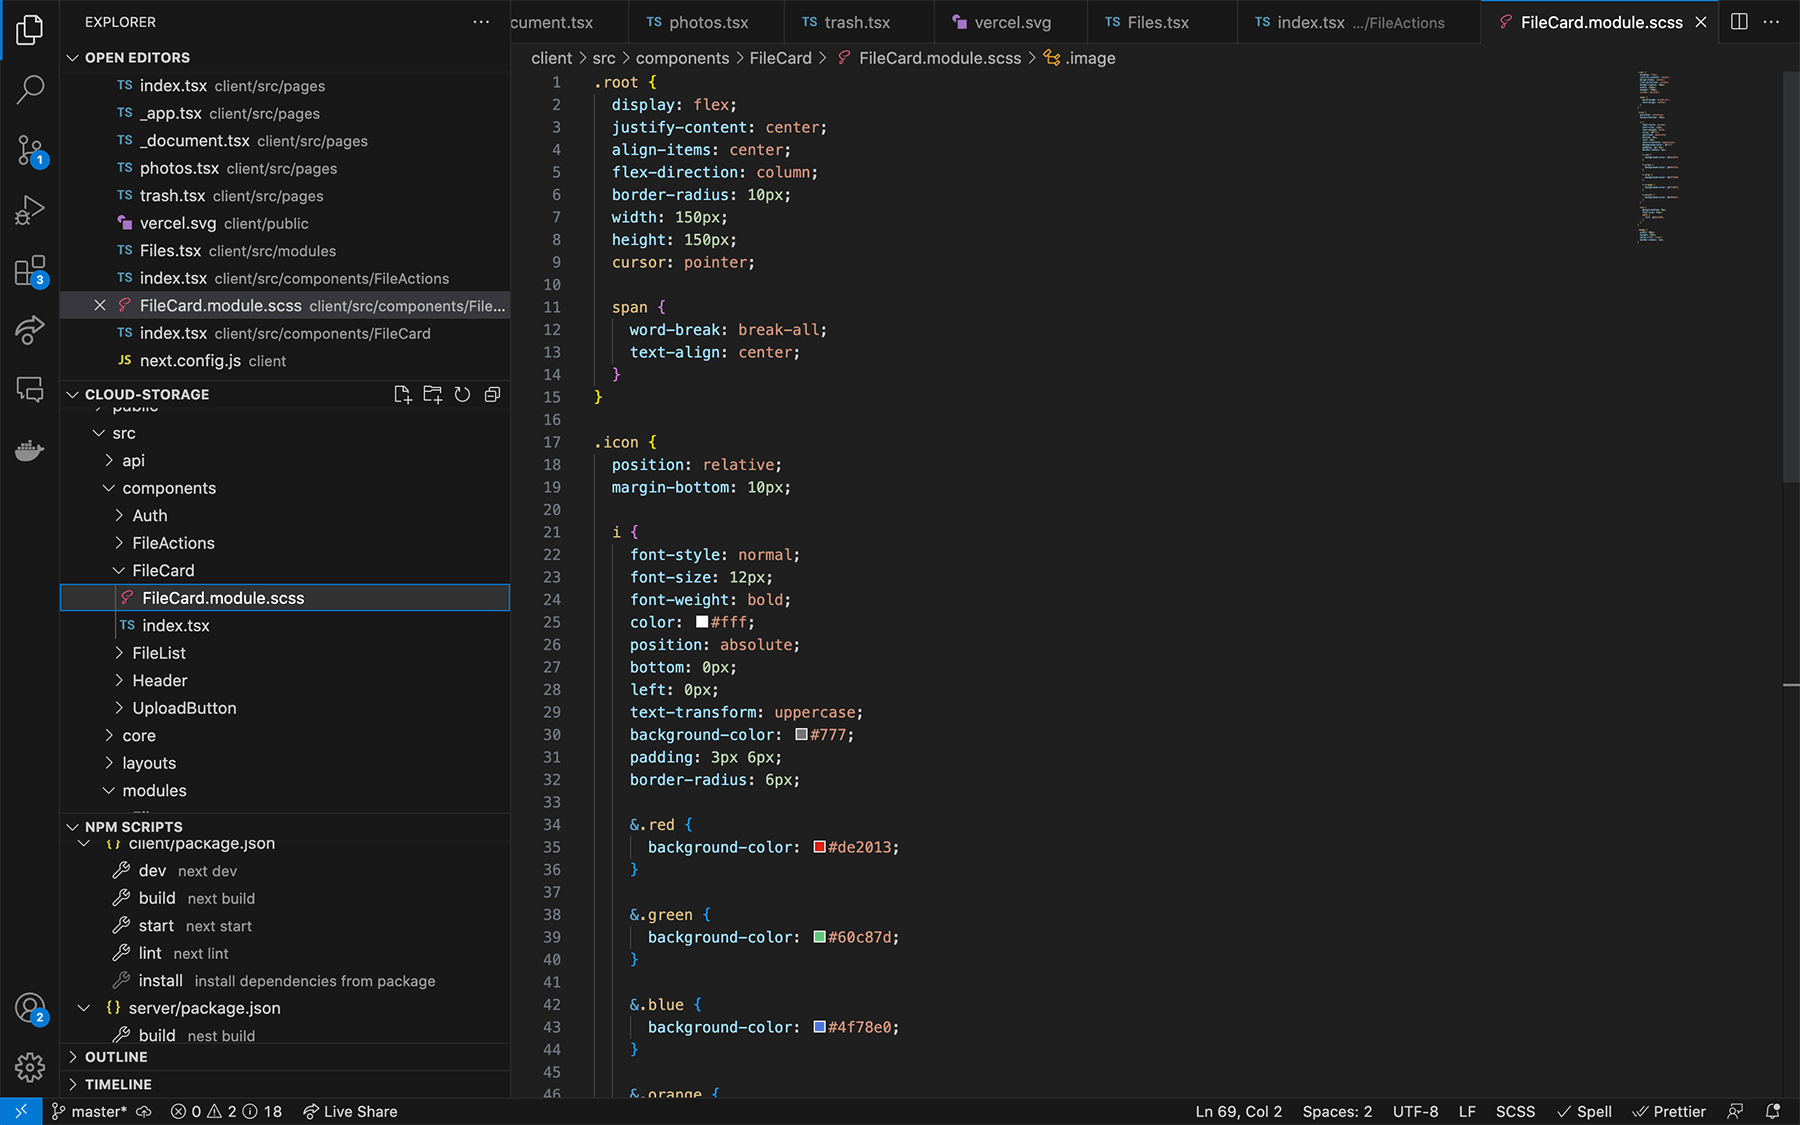 EXPLORER
OPEN EDITORS
TS index.tsx client/src/pages
TS _app.tsx client/src/pages
TS _document.tsx client/src/pages
TS photos.tsx client/src/pages
TS trash.tsx client/src/pages
vercel.svg client/public
TS Files.tsx client/src/modules
TS index.tsx client/src/components/FileActions
FileCard.module.scss client/src/components/File...
TS index.tsx client/src/components/FileCard
JS next.config.js client
CLOUD-STORAGE
public
src
api
components
Auth
FileActions
FileCard
FileCard.module.scss
TS index.tsx
FileList
Header
UploadButton
core
layouts
modules
NPM SCRIPTS
{} client/package.json
dev next dev
build next build
start next start
lint next lint
install install dependencies from package
{} server/package.json
build nest build
OUTLINE
TIMELINE
1
3
2
cument.tsx TS photos.tsx TS trash.tsx vercel.svg TS Files.tsx TS index.tsx .../FileActions FileCard.module.scss
client > src > components > FileCard > FileCard.module.scss > .image
1 .root {
2 display: flex;
3 justify-content: center;
4 align-items: center;
5 flex-direction: column;
6 border-radius: 10px;
7 width: 150px;
8 height: 150px;
9 cursor: pointer;
10
11 span {
12 word-break: break-all;
13 text-align: center;
14 }
15 }
16
17 .icon {
18 position: relative;
19 margin-bottom: 10px;
20
21 i {
22 font-style: normal;
23 font-size: 12px;
24 font-weight: bold;
25 color: #fff;
26 position: absolute;
27 bottom: 0px;
28 left: 0px;
29 text-transform: uppercase;
30 background-color: #777;
31 padding: 3px 6px;
32 border-radius: 6px;
33
34 &.red {
35 background-color: #de2013;
36 }
37
38 &.green {
39 background-color: #60c87d;
40 }
41
42 &.blue {
43 background-color: #4f78e0;
44 }
45
46 &.orange {
master* 0 2 18 Live Share
Ln 69, Col 2 Spaces: 2 UTF-8 LF SCSS Spell Prettier